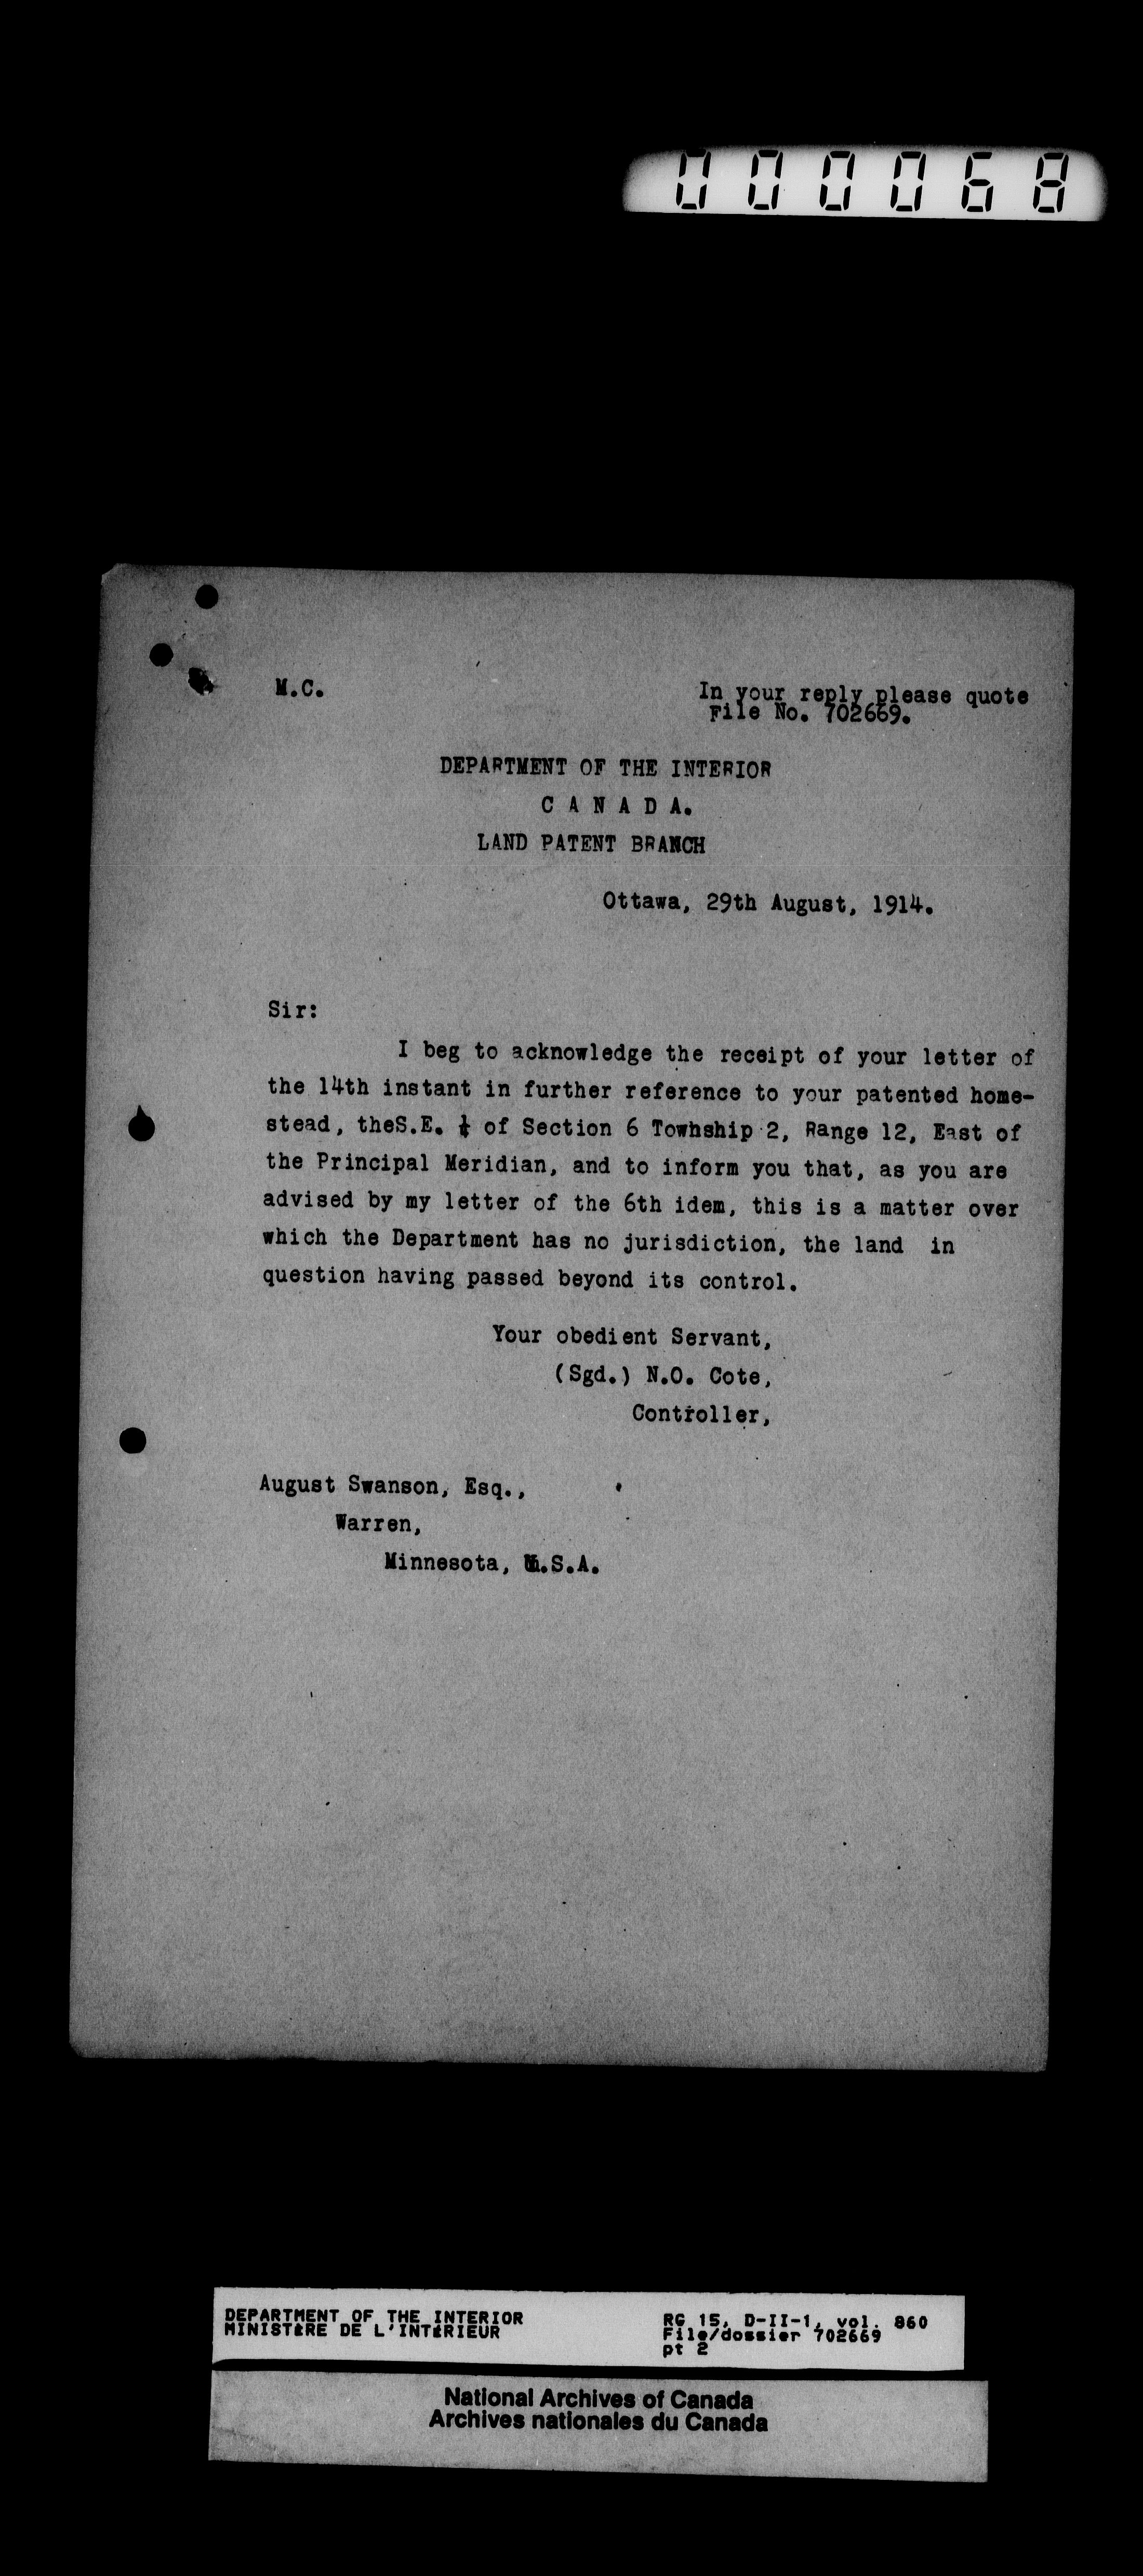 000068
M.C.
In your reply please quote
File No. 702669.
DEPARTMENT OF THE INTERIOR
C A N A D A.
LAND PATENT BRANCH
Ottawa, 29th August, 1914.
Sir:
I beg to acknowledge the receipt of your letter of
the 14th instant in further reference to your patented home-
stead, theS.E. ¼ of Section 6 Towhship 2, Range 12, East of
the Principal Meridian, and to inform you that, as you are
advised by my letter of the 6th idem, this is a matter over
which the Department has no jurisdiction, the land in
question having passed beyond its control.
Your obedient Servant,
(Sgd.) N.O. Cote,
Controller,
August Swanson, Esq.,
Warren,
Minnesota, U.S.A.
DEPARTMENT OF THE INTERIOR
MINISTÈRE DE L'INTÉRIEUR
RG 15, D-II-1, vol. 860
File/dossier 702669
pt 2
National Archives of Canada
Archives nationales du Canada